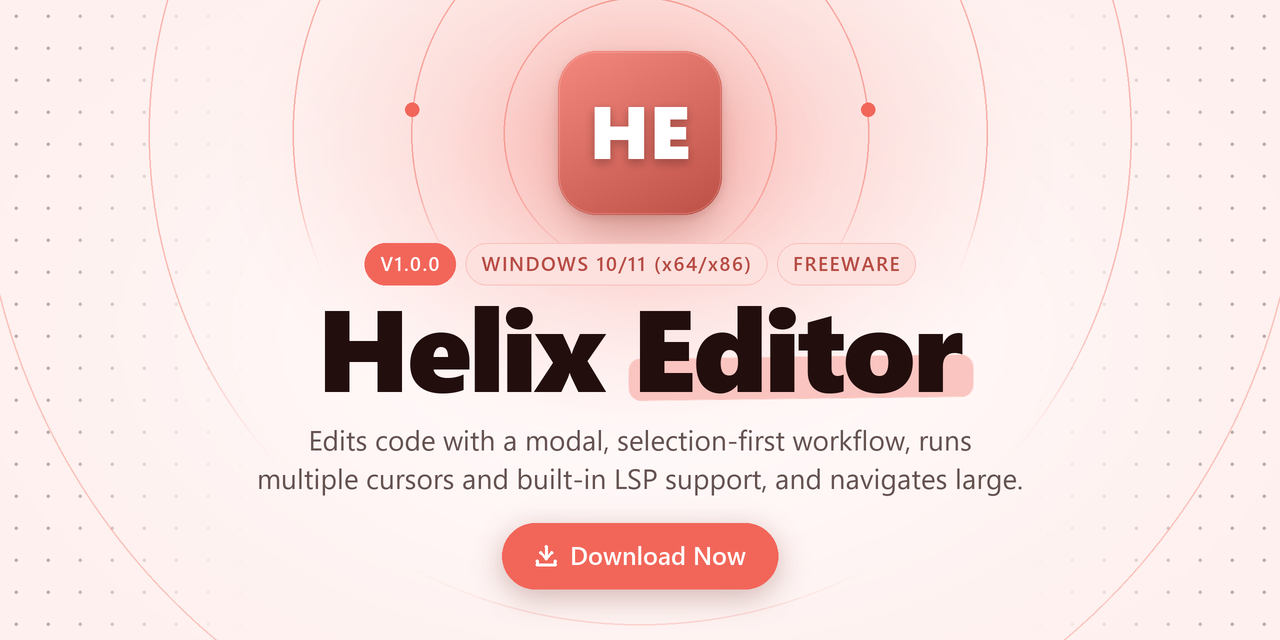 HE
V1.0.0 WINDOWS 10/11 (x64/x86) FREEWARE
Helix Editor
Edits code with a modal, selection-first workflow, runs
multiple cursors and built-in LSP support, and navigates large.
Download Now